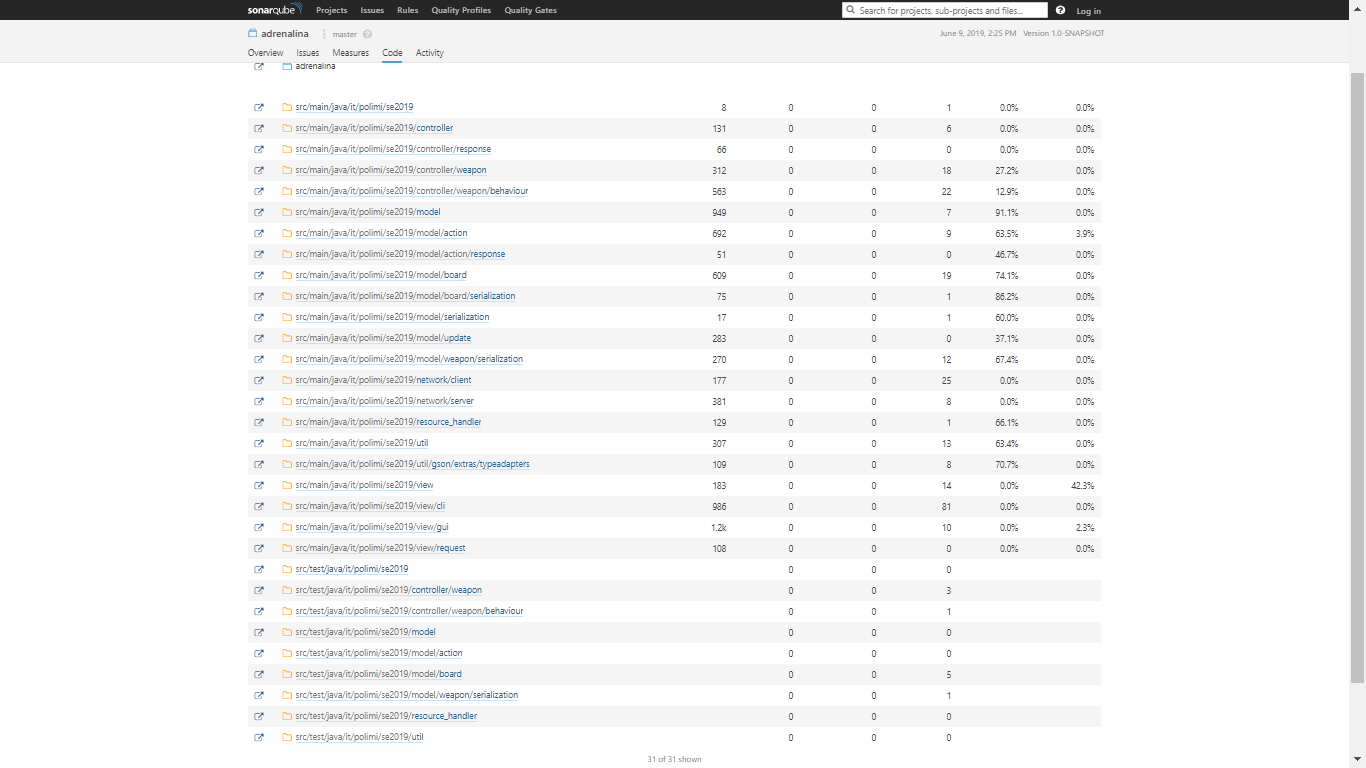 sonarqube Projects Issues Rules Quality Profiles Quality Gates Search for projects, sub-projects and files... ? Log in
adrenalina master ? June 9, 2019, 2:25 PM Version 1.0-SNAPSHOT
Overview Issues Measures Code Activity
adrenalina
src/main/java/it/polimi/se2019 8 0 0 1 0.0% 0.0%
src/main/java/it/polimi/se2019/controller 131 0 0 6 0.0% 0.0%
src/main/java/it/polimi/se2019/controller/response 66 0 0 0 0.0% 0.0%
src/main/java/it/polimi/se2019/controller/weapon 312 0 0 18 27.2% 0.0%
src/main/java/it/polimi/se2019/controller/weapon/behaviour 563 0 0 22 12.9% 0.0%
src/main/java/it/polimi/se2019/model 949 0 0 7 91.1% 0.0%
src/main/java/it/polimi/se2019/model/action 692 0 0 9 63.5% 3.9%
src/main/java/it/polimi/se2019/model/action/response 51 0 0 0 46.7% 0.0%
src/main/java/it/polimi/se2019/model/board 609 0 0 19 74.1% 0.0%
src/main/java/it/polimi/se2019/model/board/serialization 75 0 0 1 86.2% 0.0%
src/main/java/it/polimi/se2019/model/serialization 17 0 0 1 60.0% 0.0%
src/main/java/it/polimi/se2019/model/update 283 0 0 0 37.1% 0.0%
src/main/java/it/polimi/se2019/model/weapon/serialization 270 0 0 12 67.4% 0.0%
src/main/java/it/polimi/se2019/network/client 177 0 0 25 0.0% 0.0%
src/main/java/it/polimi/se2019/network/server 381 0 0 8 0.0% 0.0%
src/main/java/it/polimi/se2019/resource_handler 129 0 0 1 66.1% 0.0%
src/main/java/it/polimi/se2019/util 307 0 0 13 63.4% 0.0%
src/main/java/it/polimi/se2019/util/gson/extras/typeadapters 109 0 0 8 70.7% 0.0%
src/main/java/it/polimi/se2019/view 183 0 0 14 0.0% 42.3%
src/main/java/it/polimi/se2019/view/cli 986 0 0 81 0.0% 0.0%
src/main/java/it/polimi/se2019/view/gui 1.2k 0 0 10 0.0% 2.3%
src/main/java/it/polimi/se2019/view/request 108 0 0 0 0.0% 0.0%
src/test/java/it/polimi/se2019 0 0 0
src/test/java/it/polimi/se2019/controller/weapon 0 0 3
src/test/java/it/polimi/se2019/controller/weapon/behaviour 0 0 1
src/test/java/it/polimi/se2019/model 0 0 0
src/test/java/it/polimi/se2019/model/action 0 0 0
src/test/java/it/polimi/se2019/model/board 0 0 5
src/test/java/it/polimi/se2019/model/weapon/serialization 0 0 1
src/test/java/it/polimi/se2019/resource_handler 0 0 0
src/test/java/it/polimi/se2019/util 0 0 0
31 of 31 shown